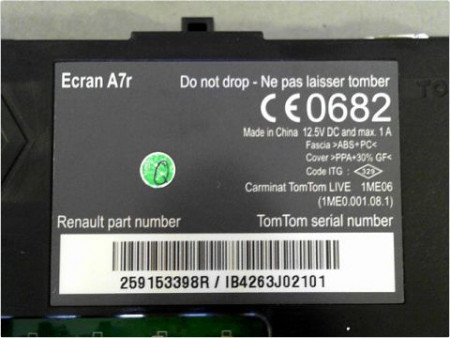 Ecran A7r
Do not drop - Ne pas laisser tomber
CE0682
Made in China 12.5V DC and max. 1 A
Fascia >ABS+PC<
Cover >PPA+30% GF<
Code ITG : 329
Carminat TomTom LIVE 1ME06
(1ME0.001.08.1)
Renault part number TomTom serial number
259153398R / IB4263J02101
TO